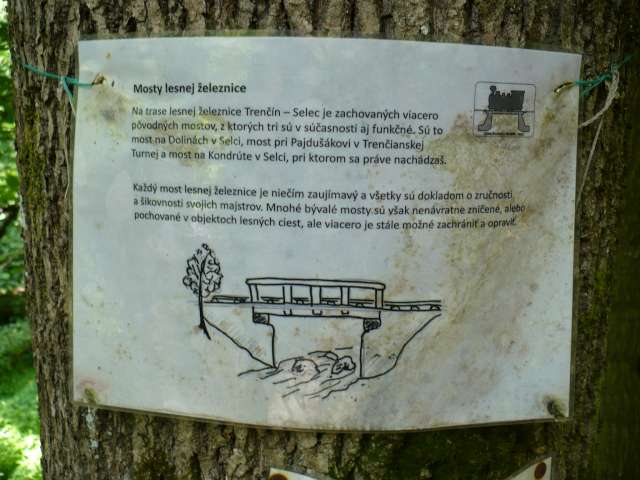 Mosty lesnej železnice
Na trase lesnej železnice Trenčín – Selec je zachovaných viacero
pôvodných mostov, z ktorých tri sú v súčasnosti aj funkčné. Sú to
most na Dolinách v Selci, most pri Pajdušákovi v Trenčianskej
Turnej a most na Kondrúte v Selci, pri ktorom sa práve nachádzaš.
Každý most lesnej železnice je niečím zaujímavý a všetky sú dokladom o zručnosti
a šikovnosti svojich majstrov. Mnohé bývalé mosty sú však nenávratne zničené, alebo
pochované v objektoch lesných ciest, ale viacero je stále možné zachrániť a opraviť.